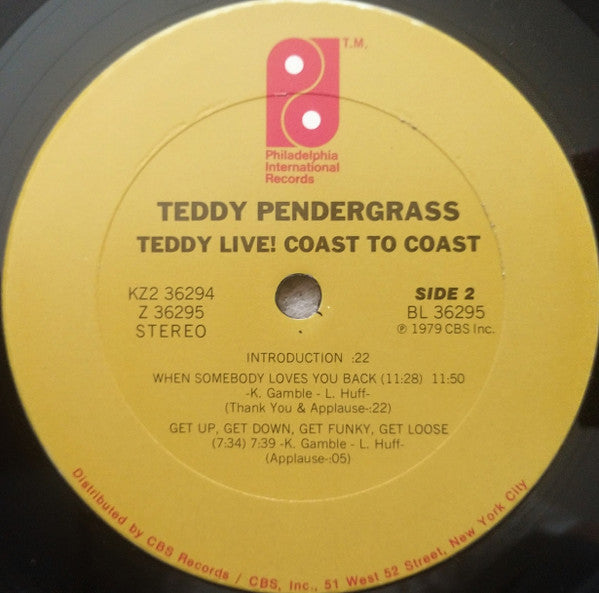 T.M.
Philadelphia
International
Records
TEDDY PENDERGRASS
TEDDY LIVE! COAST TO COAST
KZ2 36294
Z 36295
STEREO
SIDE 2
BL 36295
℗ 1979 CBS Inc.
INTRODUCTION :22
WHEN SOMEBODY LOVES YOU BACK (11:28) 11:50
-K. Gamble - L. Huff-
(Thank You & Applause-:22)
GET UP, GET DOWN, GET FUNKY, GET LOOSE
(7:34) 7:39 -K. Gamble - L. Huff-
(Applause-:05)
Distributed by CBS Records / CBS, Inc., 51 West 52 Street, New York City